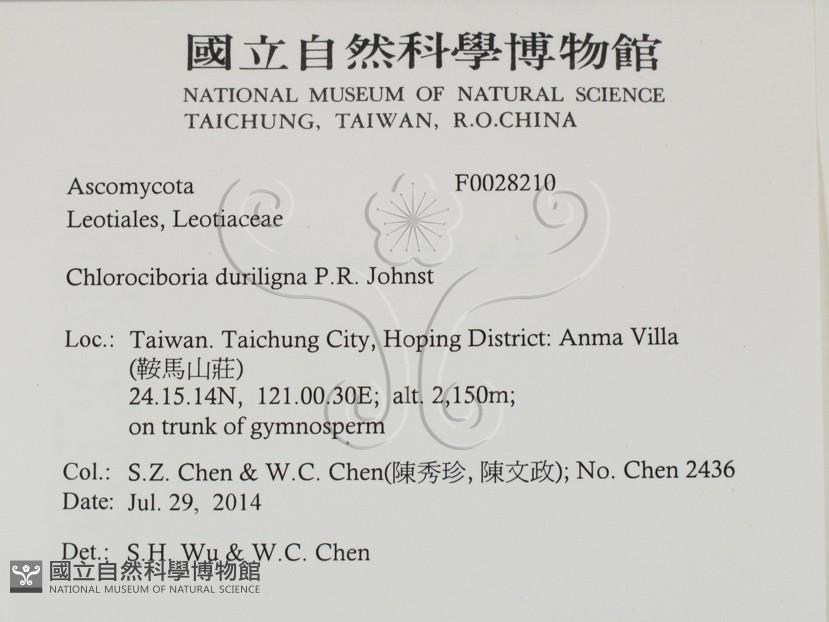 國立自然科學博物館
NATIONAL MUSEUM OF NATURAL SCIENCE
TAICHUNG, TAIWAN, R.O.CHINA
Ascomycota F0028210
Leotiales, Leotiaceae
Chlorociboria duriligna P.R. Johnst
Loc.: Taiwan. Taichung City, Hoping District: Anma Villa
(鞍馬山莊)
24.15.14N, 121.00.30E; alt. 2,150m;
on trunk of gymnosperm
Col.: S.Z. Chen & W.C. Chen(陳秀珍, 陳文政); No. Chen 2436
Date: Jul. 29, 2014
Det.: S.H. Wu & W.C. Chen
國立自然科學博物館
NATIONAL MUSEUM OF NATURAL SCIENCE